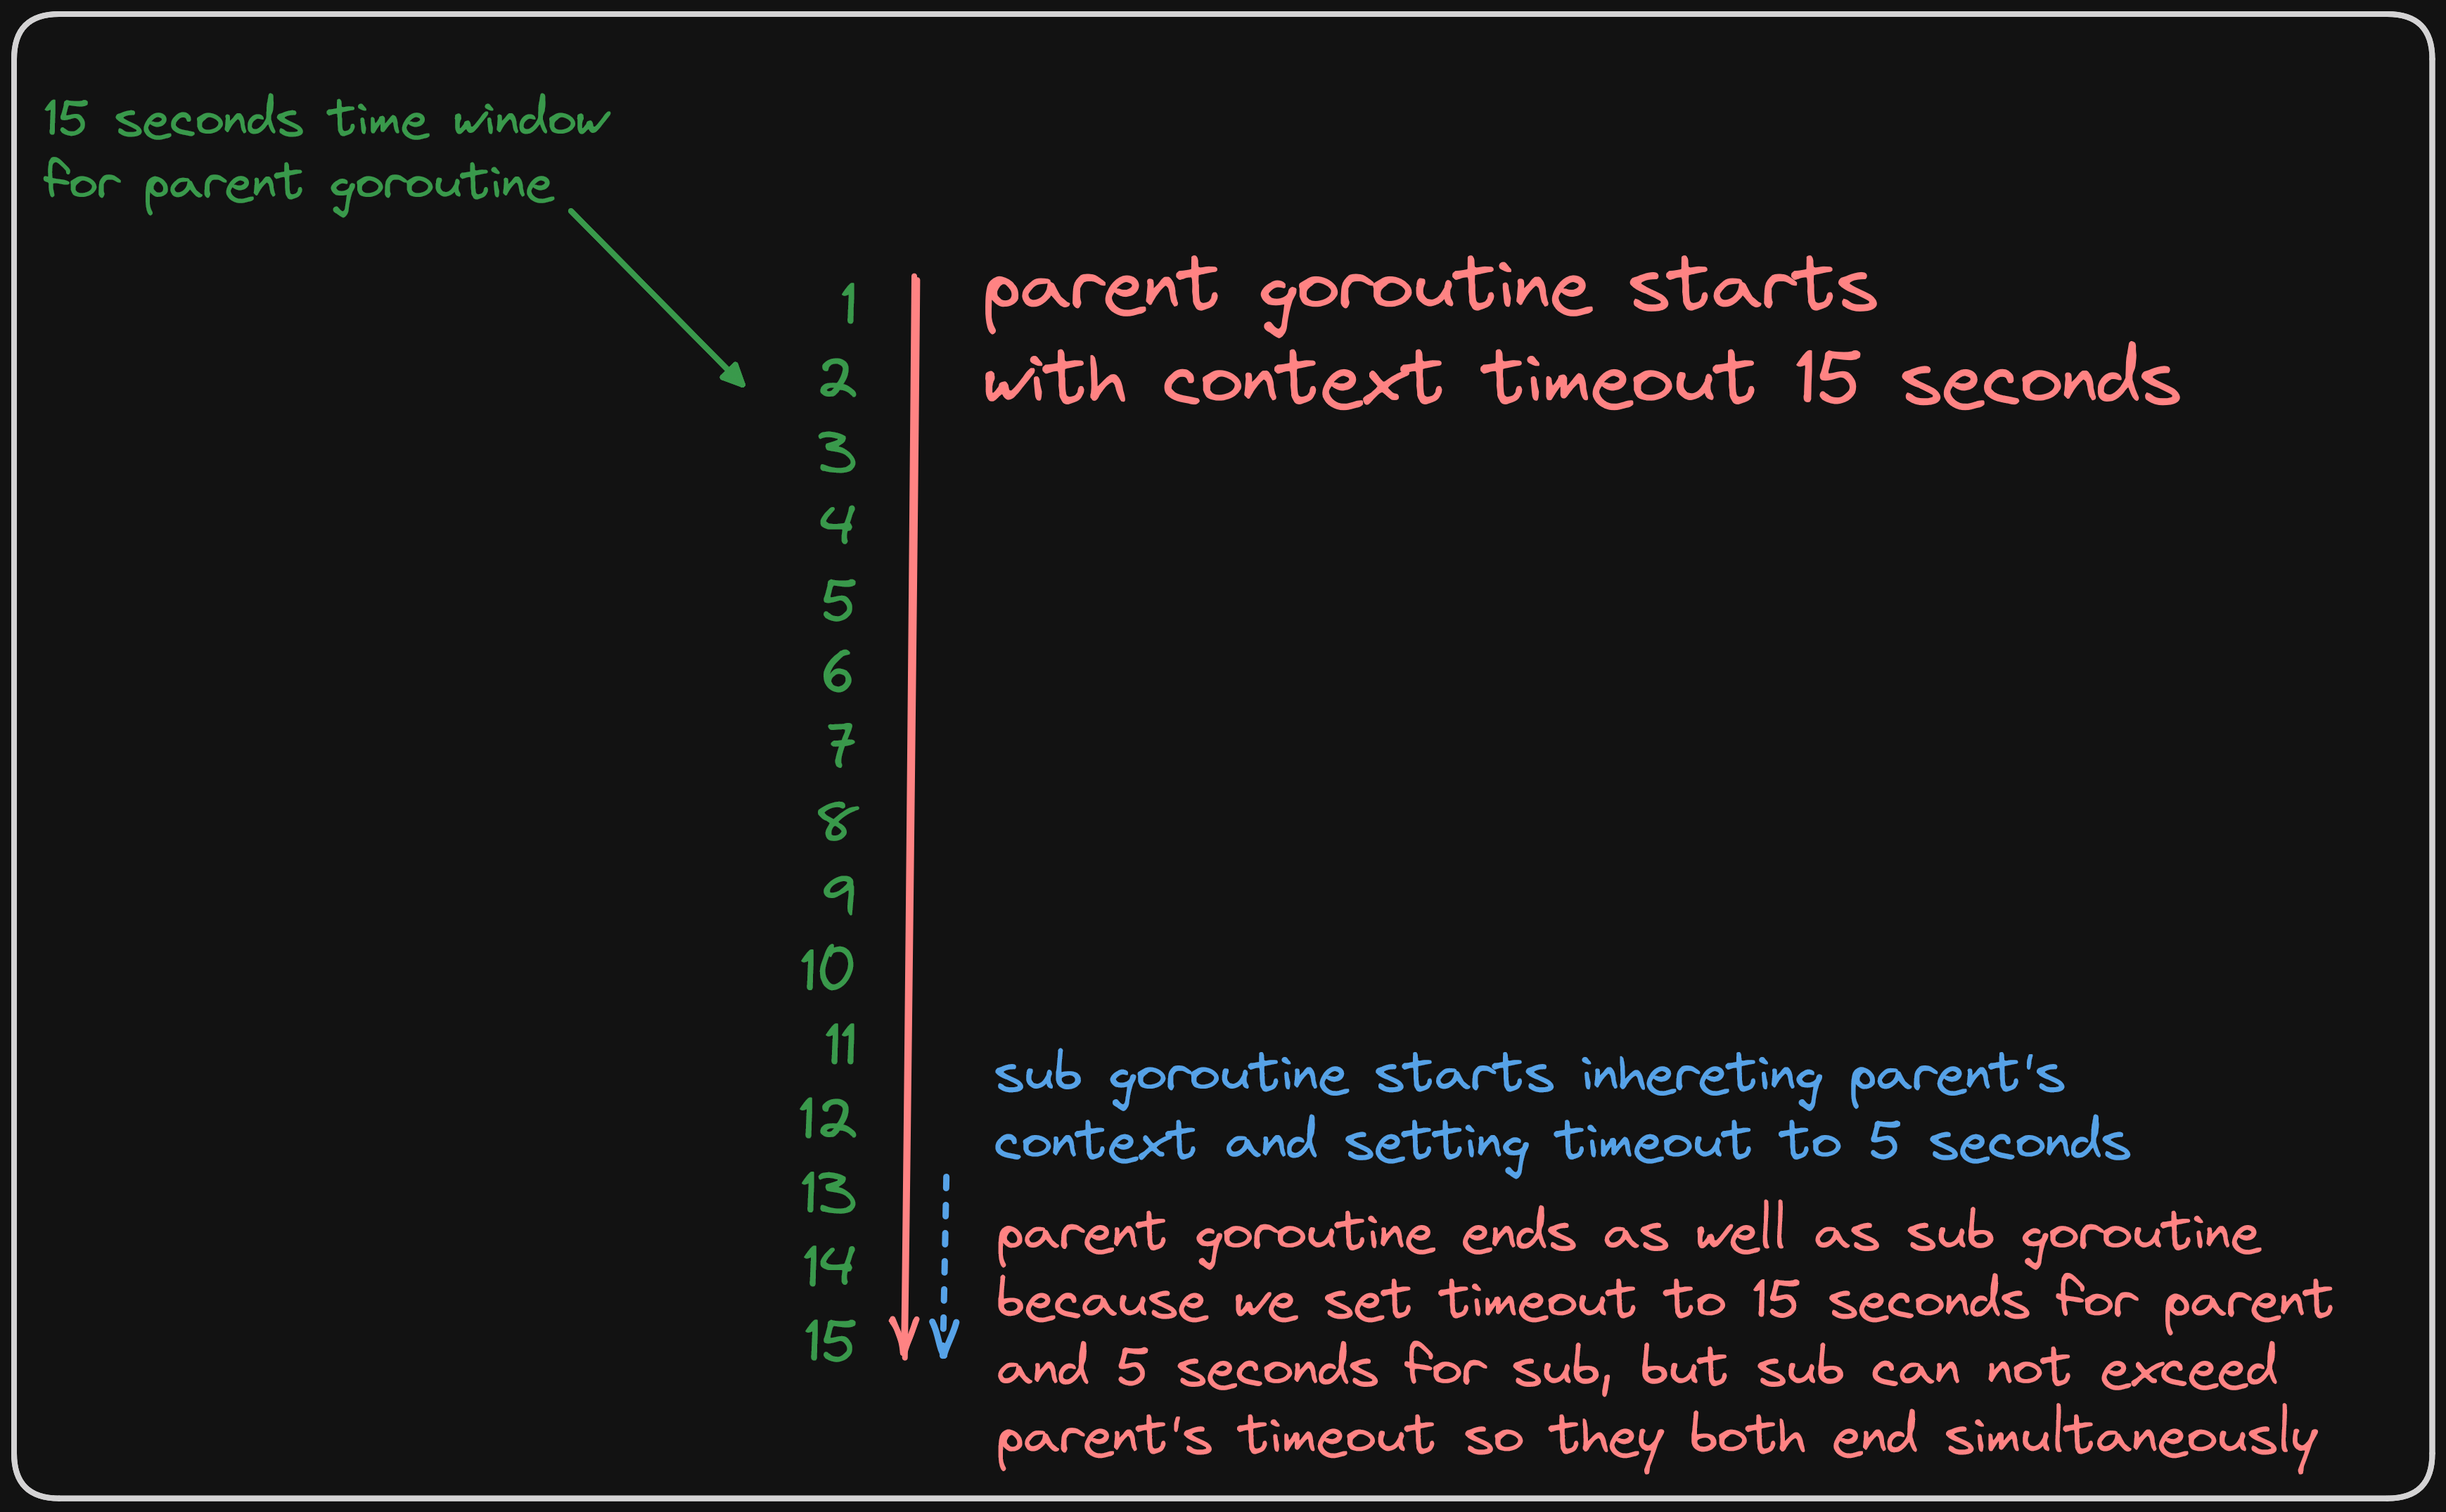 15 seconds time window
for parent goroutine
1
parent goroutine starts
2
with context timeout 15 seconds
3
4
5
6
7
8
9
10
11
sub goroutine starts inhereting parent's
12
context and setting timeout to 5 seconds
13
parent goroutine ends as well as sub goroutine
14
because we set timeout to 15 seconds for parent
15
and 5 seconds for sub, but sub can not exceed
parent's timeout so they both end simultaneously